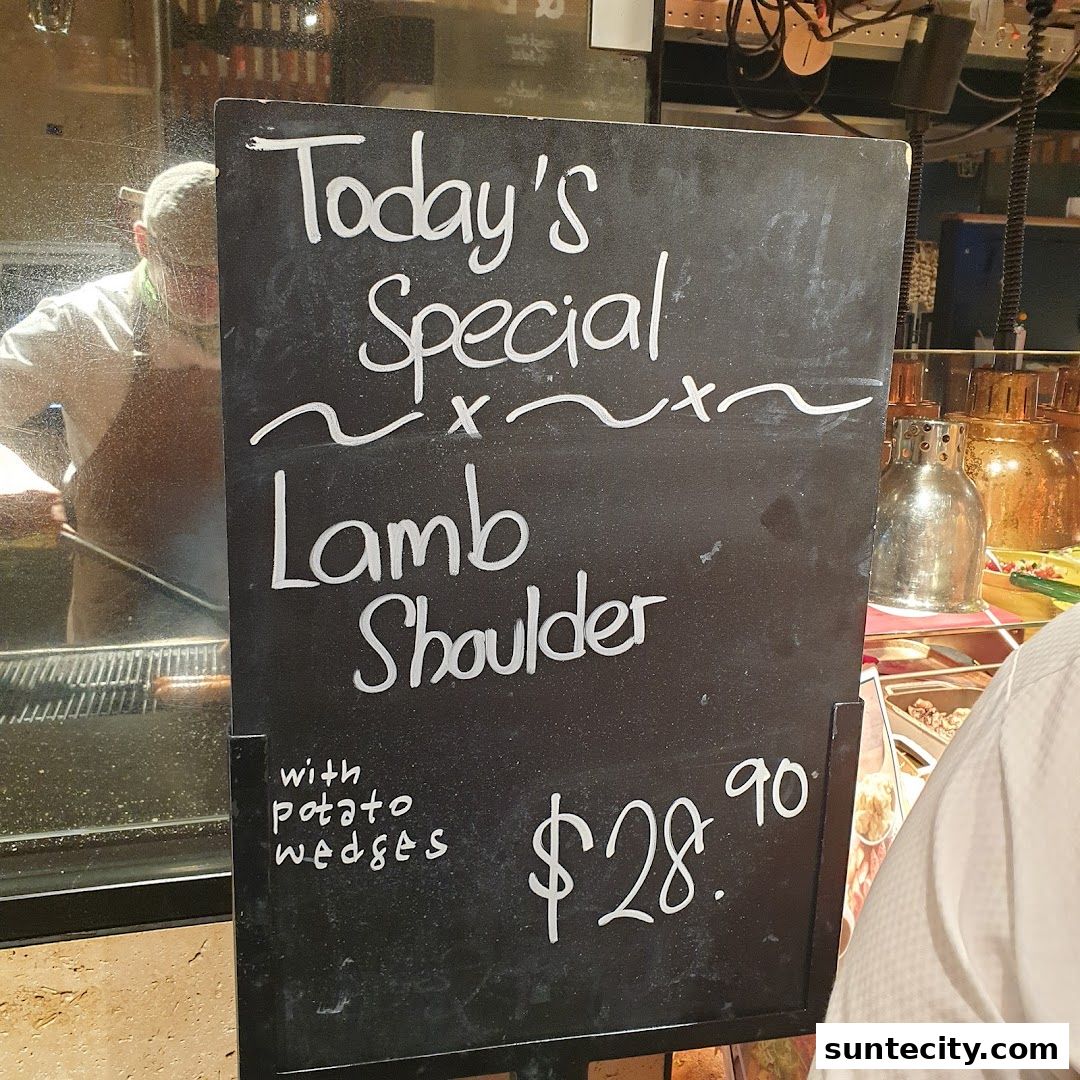 Today's
Special
~ x ~ x ~
Lamb
Shoulder
with
potato
wedges
$28.90
suntecity.com